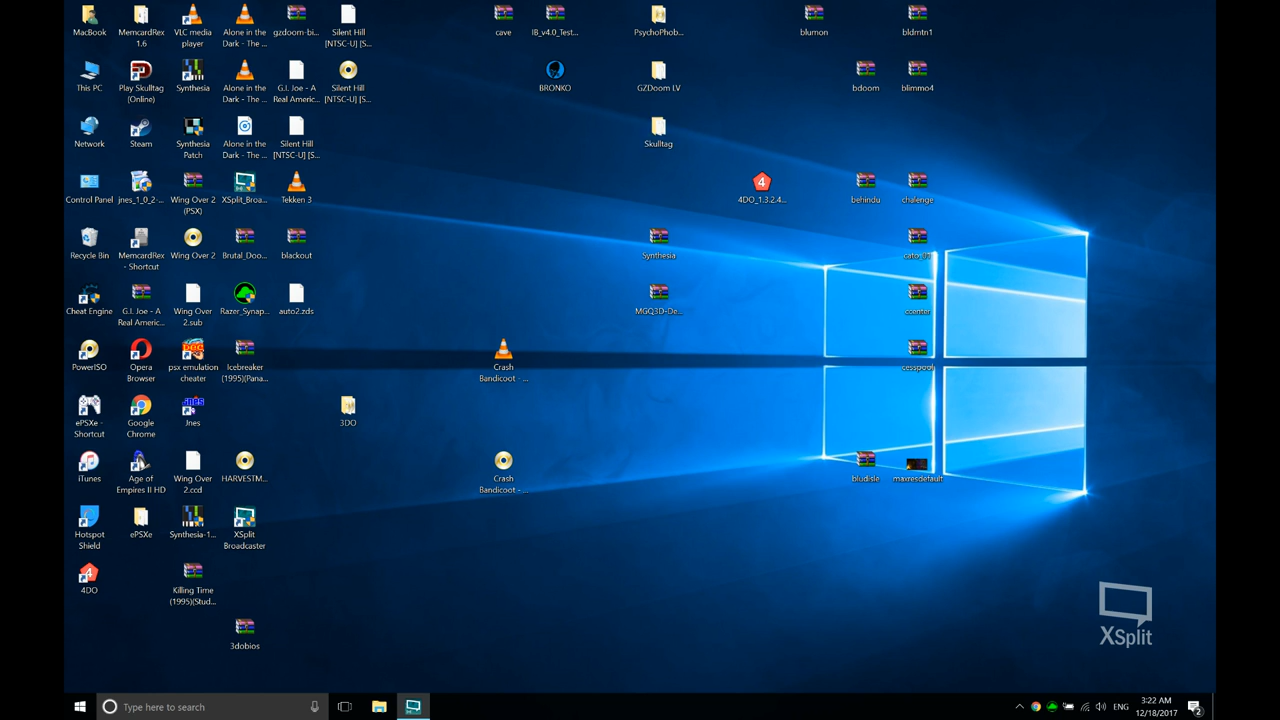 MacBook
MemcardRex
1.6
VLC media
player
Alone in the
Dark - The ...
gzdoom-bi...
Silent Hill
[NTSC-U] [S...
cave
IB_v4.0_Test...
PsychoPhob...
blumon
bldmtn1
This PC
Play Skulltag
(Online)
Synthesia
Alone in the
Dark - The ...
G.I. Joe - A
Real Americ...
Silent Hill
[NTSC-U] [S...
BRONKO
GZDoom LV
bdoom
blimmo4
Network
Steam
Synthesia
Patch
Alone in the
Dark - The ...
Silent Hill
[NTSC-U] [S...
Skulltag
Control Panel
jnes_1_0_2-...
Wing Over 2
(PSX)
XSplit_Broa...
Tekken 3
4DO_1.3.2.4...
behindu
chalenge
Recycle Bin
MemcardRex
- Shortcut
Wing Over 2
Brutal_Doo...
blackout
Synthesia
cato_01
Cheat Engine
G.I. Joe - A
Real Americ...
Wing Over
2.sub
Razer_Synap...
auto2.zds
MGQ3D-De...
ccenter
PowerISO
Opera
Browser
psx emulation
cheater
Icebreaker
(1995)(Pana...
Crash
Bandicoot - ...
cesspool
ePSXe -
Shortcut
Google
Chrome
Jnes
3DO
iTunes
Age of
Empires II HD
Wing Over
2.ccd
HARVESTM...
Crash
Bandicoot - ...
bludisle
maxresdefault
Hotspot
Shield
ePSXe
Synthesia-1...
XSplit
Broadcaster
4DO
Killing Time
(1995)(Stud...
3dobios
XSplit
Type here to search
ENG
3:22 AM
12/18/2017
2